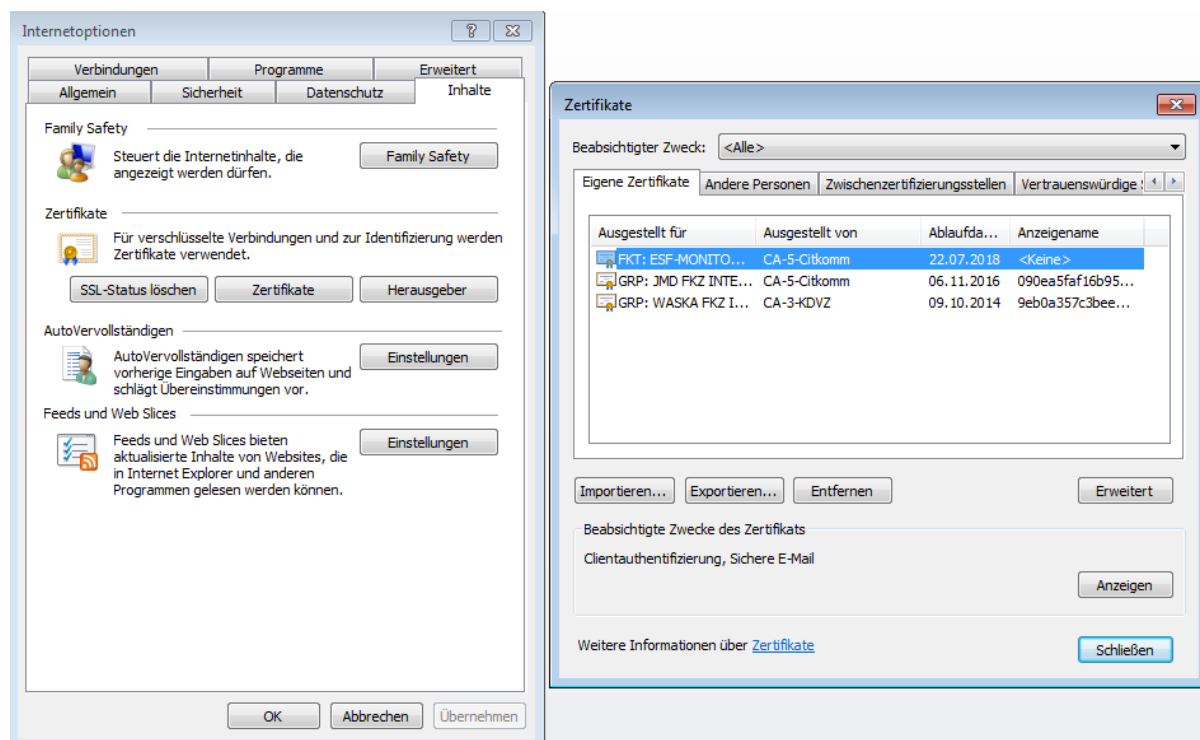 Internetoptionen
Verbindungen Programme Erweitert
Allgemein Sicherheit Datenschutz Inhalte
Family Safety
Steuert die Internetinhalte, die
angezeigt werden dürfen.
Family Safety
Zertifikate
Für verschlüsselte Verbindungen und zur Identifizierung werden
Zertifikate verwendet.
SSL-Status löschen Zertifikate Herausgeber
AutoVervollständigen
AutoVervollständigen speichert
vorherige Eingaben auf Webseiten und
schlägt Übereinstimmungen vor.
Einstellungen
Feeds und Web Slices
Feeds und Web Slices bieten
aktualisierte Inhalte von Websites, die
in Internet Explorer und anderen
Programmen gelesen werden können.
Einstellungen
OK Abbrechen Übernehmen
Zertifikate
Beabsichtigter Zweck: <Alle>
Eigene Zertifikate Andere Personen Zwischenzertifizierungsstellen Vertrauenswürdige
Ausgestellt für Ausgestellt von Ablaufda... Anzeigename
FKT: ESF-MONITO... CA-5-Citkomm 22.07.2018 <Keine>
GRP: JMD FKZ INTE... CA-5-Citkomm 06.11.2016 090ea5faf16b95...
GRP: WASKA FKZ I... CA-3-KDVZ 09.10.2014 9eb0a357c3bee...
Importieren... Exportieren... Entfernen Erweitert
Beabsichtigte Zwecke des Zertifikats
Clientauthentifizierung, Sichere E-Mail
Anzeigen
Weitere Informationen über Zertifikate
Schließen